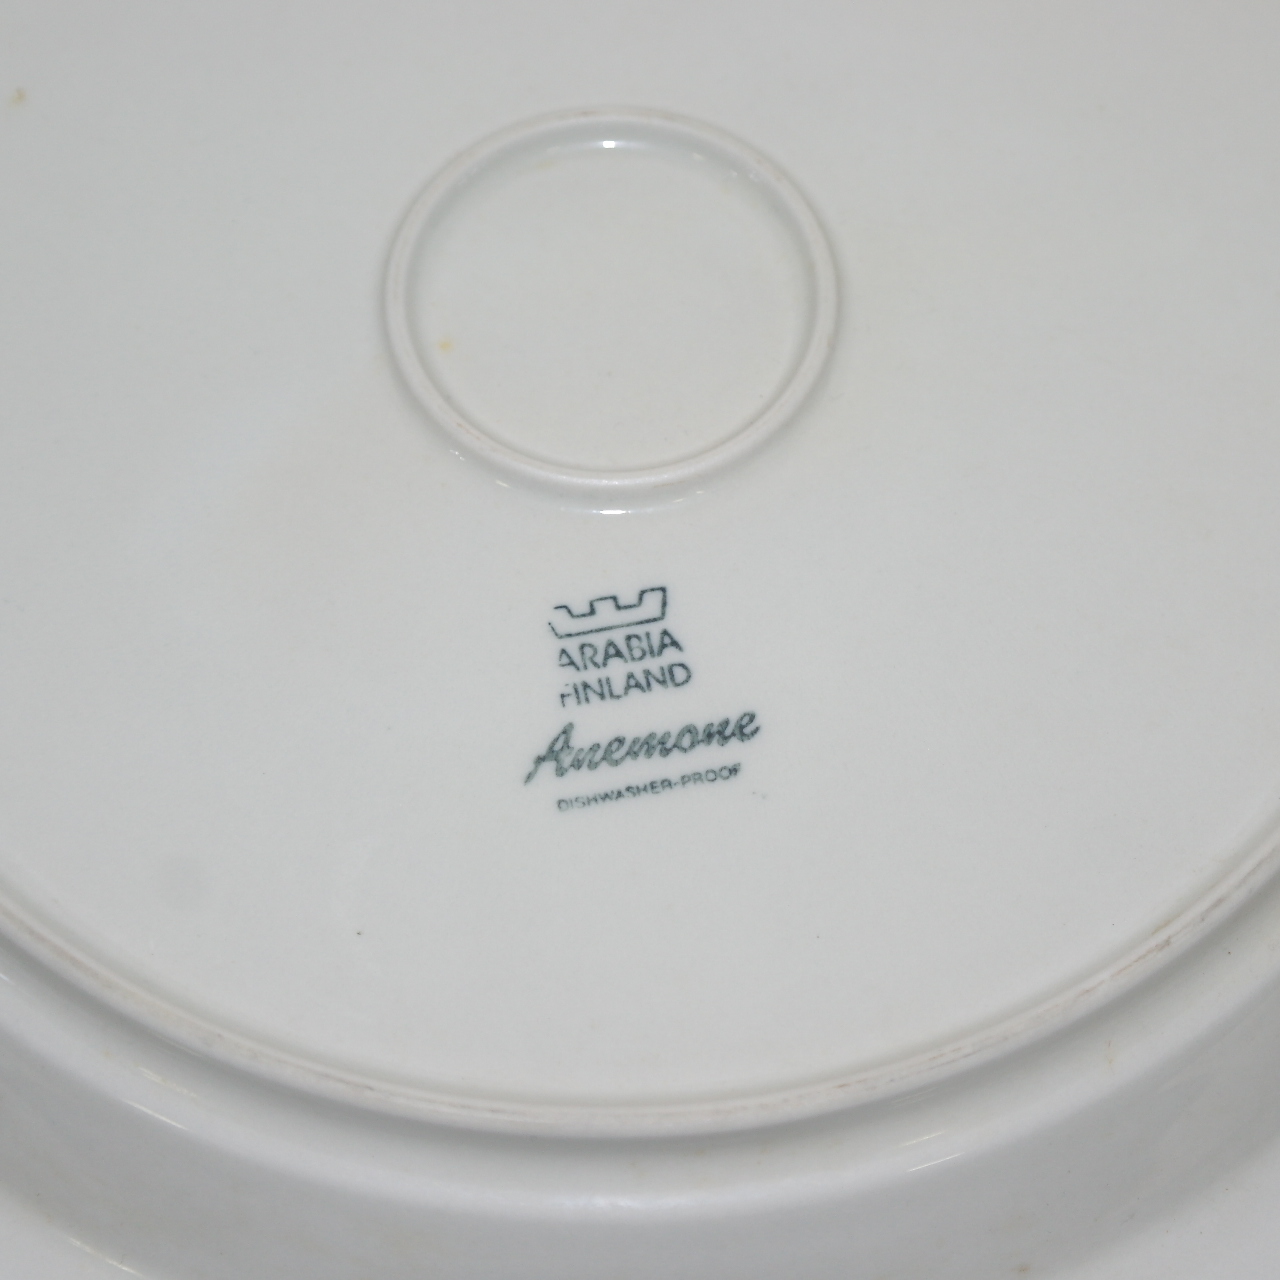 ARABIA
FINLAND
Anemone
DISHWASHER-PROOF